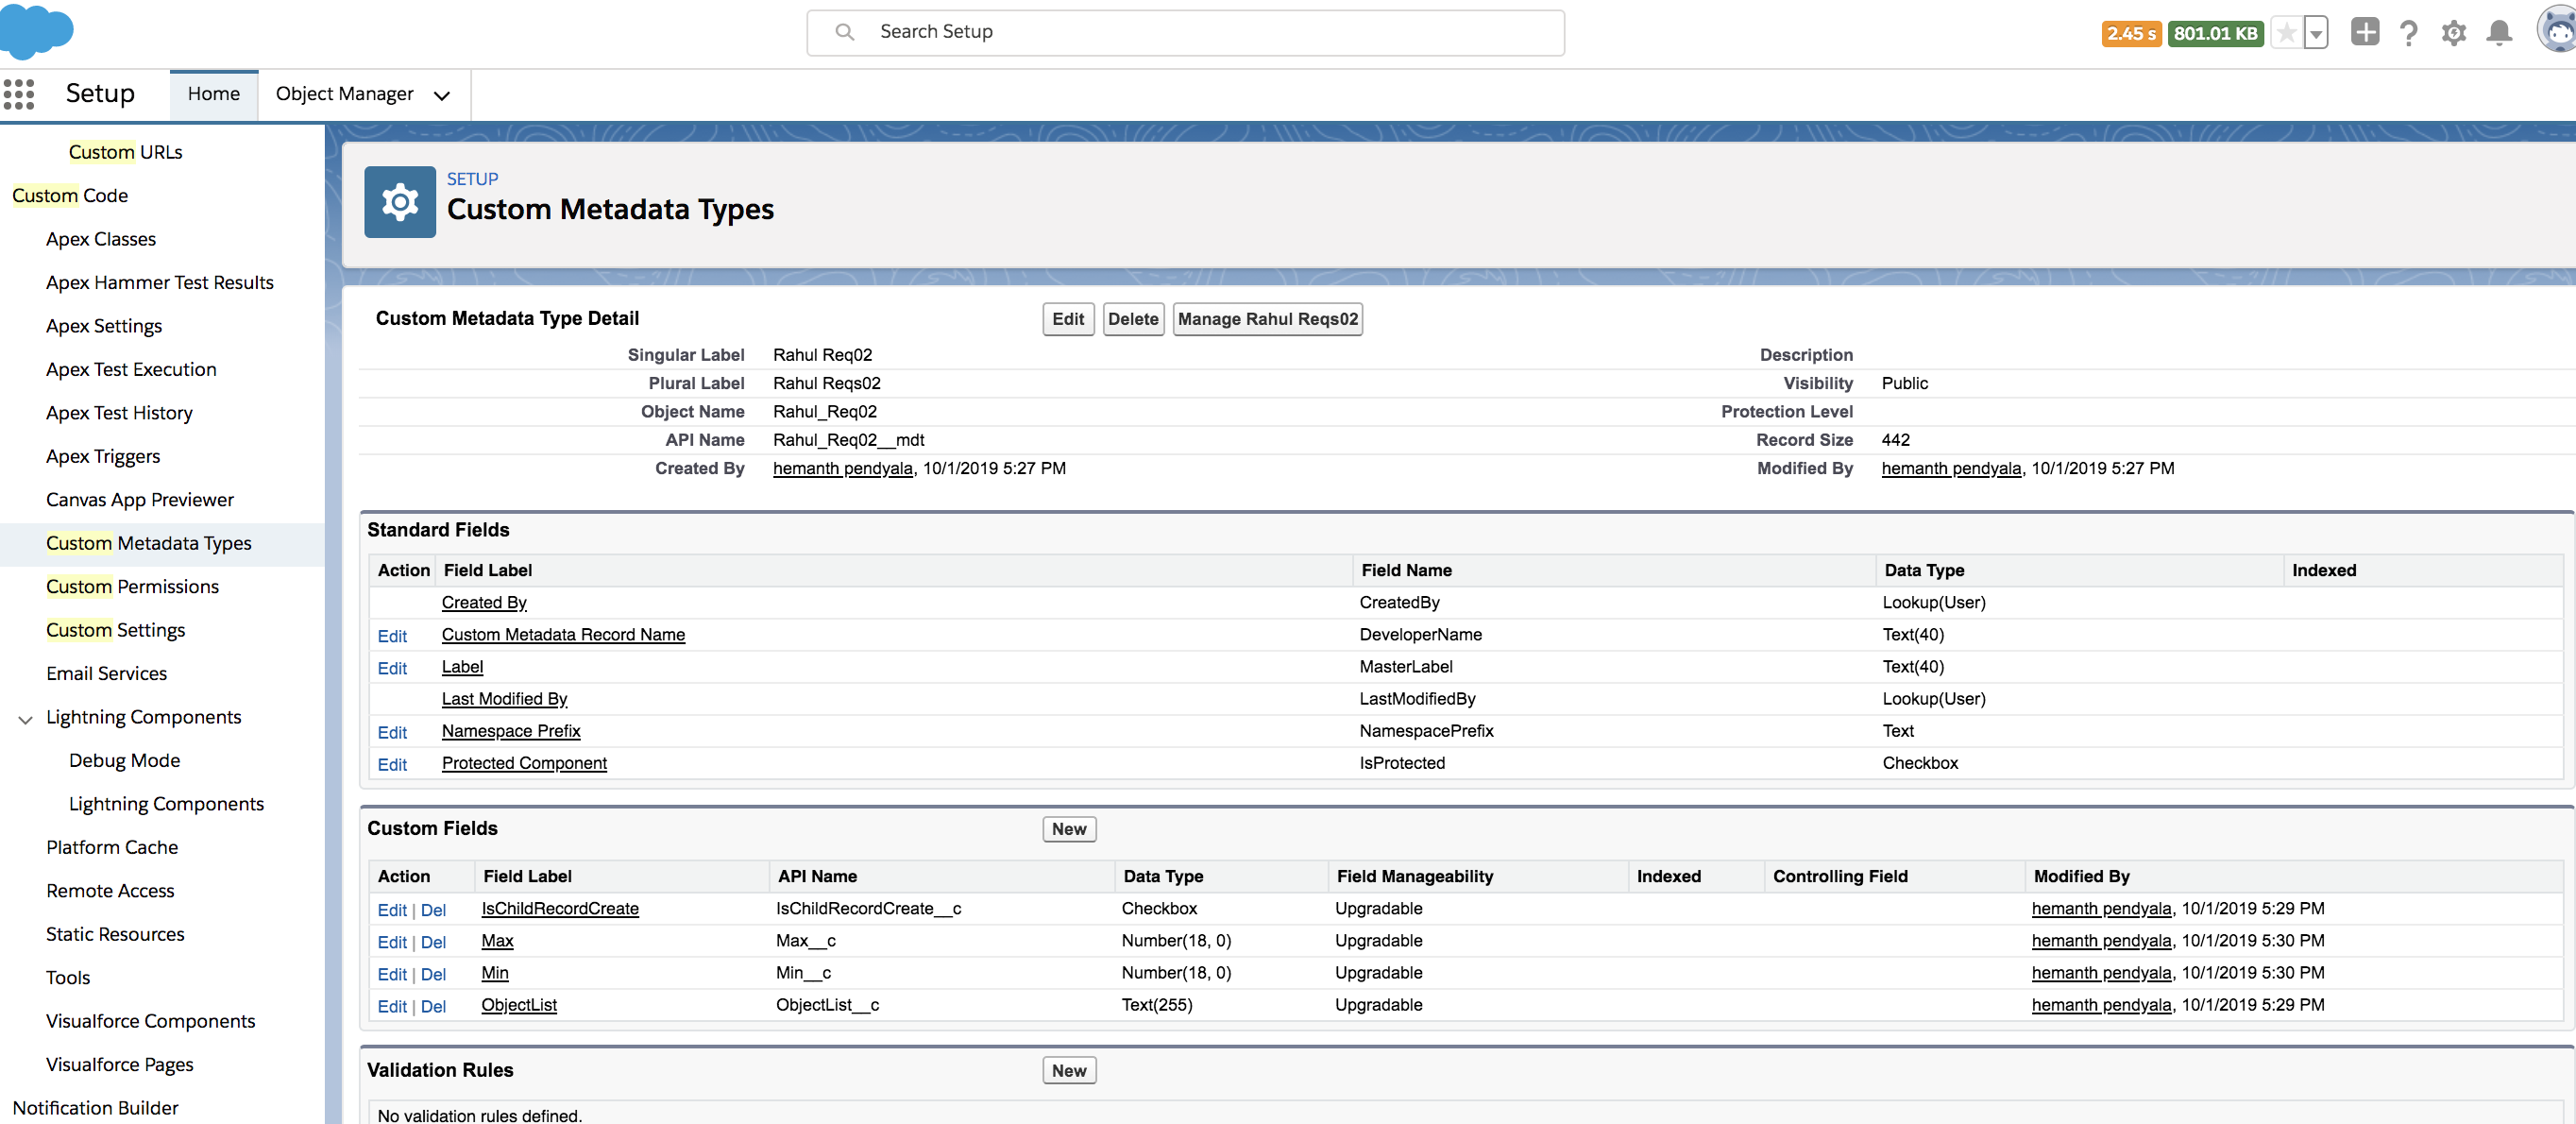 Search Setup
2.45 s 801.01 KB
Setup Home Object Manager
Custom URLs
Custom Code
Apex Classes
Apex Hammer Test Results
Apex Settings
Apex Test Execution
Apex Test History
Apex Triggers
Canvas App Previewer
Custom Metadata Types
Custom Permissions
Custom Settings
Email Services
Lightning Components
Debug Mode
Lightning Components
Platform Cache
Remote Access
Static Resources
Tools
Visualforce Components
Visualforce Pages
Notification Builder
SETUP
Custom Metadata Types
Custom Metadata Type Detail Edit Delete Manage Rahul Reqs02
Singular Label Rahul Req02 Description
Plural Label Rahul Reqs02 Visibility Public
Object Name Rahul_Req02 Protection Level
API Name Rahul_Req02__mdt Record Size 442
Created By hemanth pendyala, 10/1/2019 5:27 PM Modified By hemanth pendyala, 10/1/2019 5:27 PM
Standard Fields
Action Field Label Field Name Data Type Indexed
Created By CreatedBy Lookup(User)
Edit Custom Metadata Record Name DeveloperName Text(40)
Edit Label MasterLabel Text(40)
Last Modified By LastModifiedBy Lookup(User)
Edit Namespace Prefix NamespacePrefix Text
Edit Protected Component IsProtected Checkbox
Custom Fields New
Action Field Label API Name Data Type Field Manageability Indexed Controlling Field Modified By
Edit | Del IsChildRecordCreate IsChildRecordCreate__c Checkbox Upgradable hemanth pendyala, 10/1/2019 5:29 PM
Edit | Del Max Max__c Number(18, 0) Upgradable hemanth pendyala, 10/1/2019 5:30 PM
Edit | Del Min Min__c Number(18, 0) Upgradable hemanth pendyala, 10/1/2019 5:30 PM
Edit | Del ObjectList ObjectList__c Text(255) Upgradable hemanth pendyala, 10/1/2019 5:29 PM
Validation Rules New
No validation rules defined.